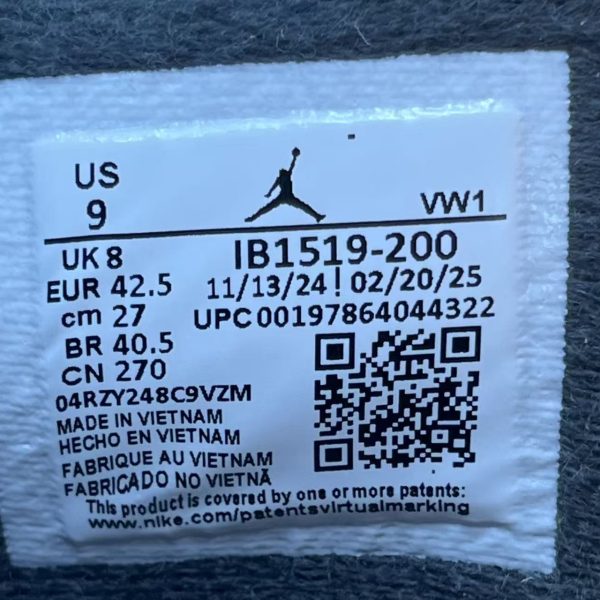 US
9
VW1
UK 8
IB1519-200
EUR 42.5
11/13/24 ! 02/20/25
cm 27
UPC 00197864044322
BR 40.5
CN 270
04RZY248C9VZM
MADE IN VIETNAM
HECHO EN VIETNAM
FABRIQUE AU VIETNAM
FABRICADO NO VIETNÃ
This product is covered by one or more patents:
www.nike.com/patentsvirtualmarking